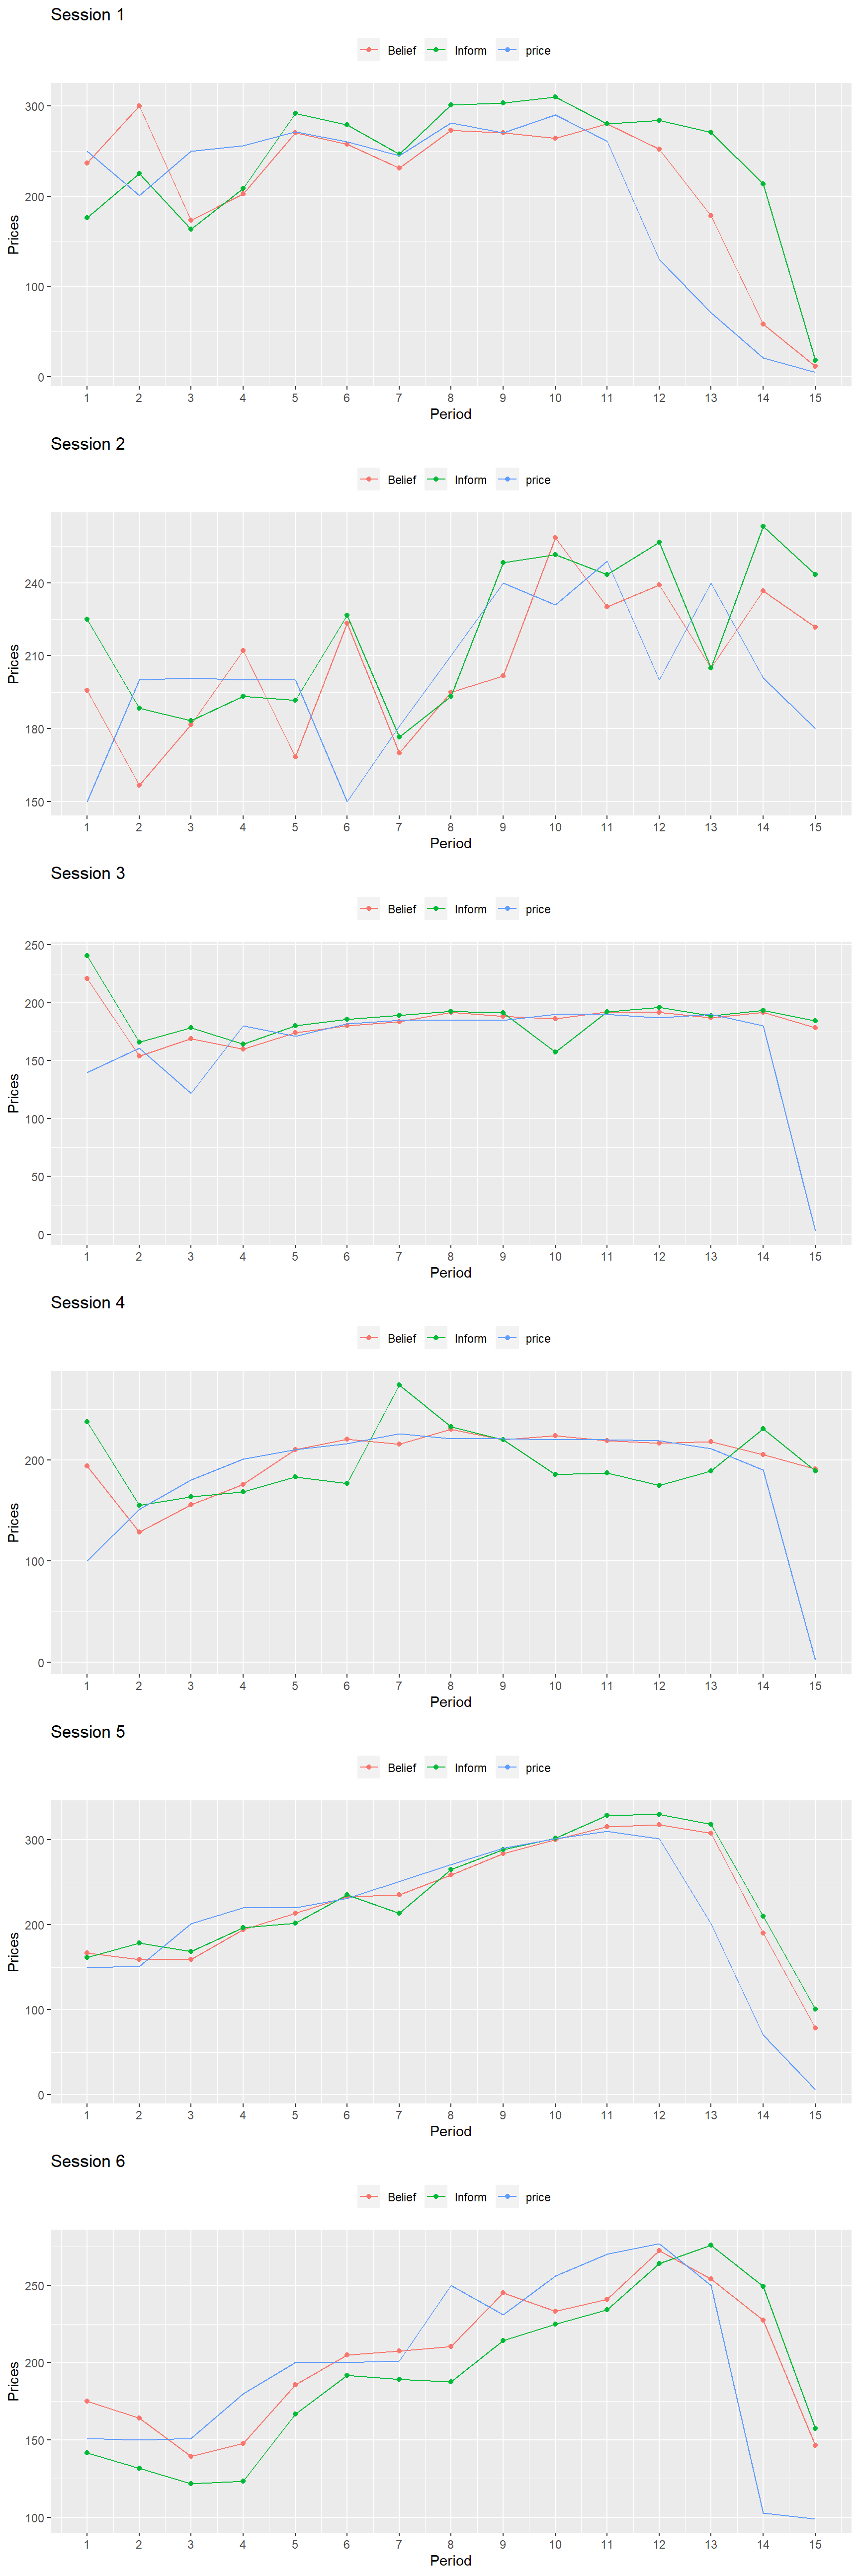 Session 1
Belief Inform price
300
200
100
0
Prices
1 2 3 4 5 6 7 8 9 10 11 12 13 14 15
Period
Session 2
Belief Inform price
240
210
180
150
Prices
1 2 3 4 5 6 7 8 9 10 11 12 13 14 15
Period
Session 3
Belief Inform price
250
200
150
100
50
0
Prices
1 2 3 4 5 6 7 8 9 10 11 12 13 14 15
Period
Session 4
Belief Inform price
200
100
0
Prices
1 2 3 4 5 6 7 8 9 10 11 12 13 14 15
Period
Session 5
Belief Inform price
300
200
100
0
Prices
1 2 3 4 5 6 7 8 9 10 11 12 13 14 15
Period
Session 6
Belief Inform price
250
200
150
100
Prices
1 2 3 4 5 6 7 8 9 10 11 12 13 14 15
Period